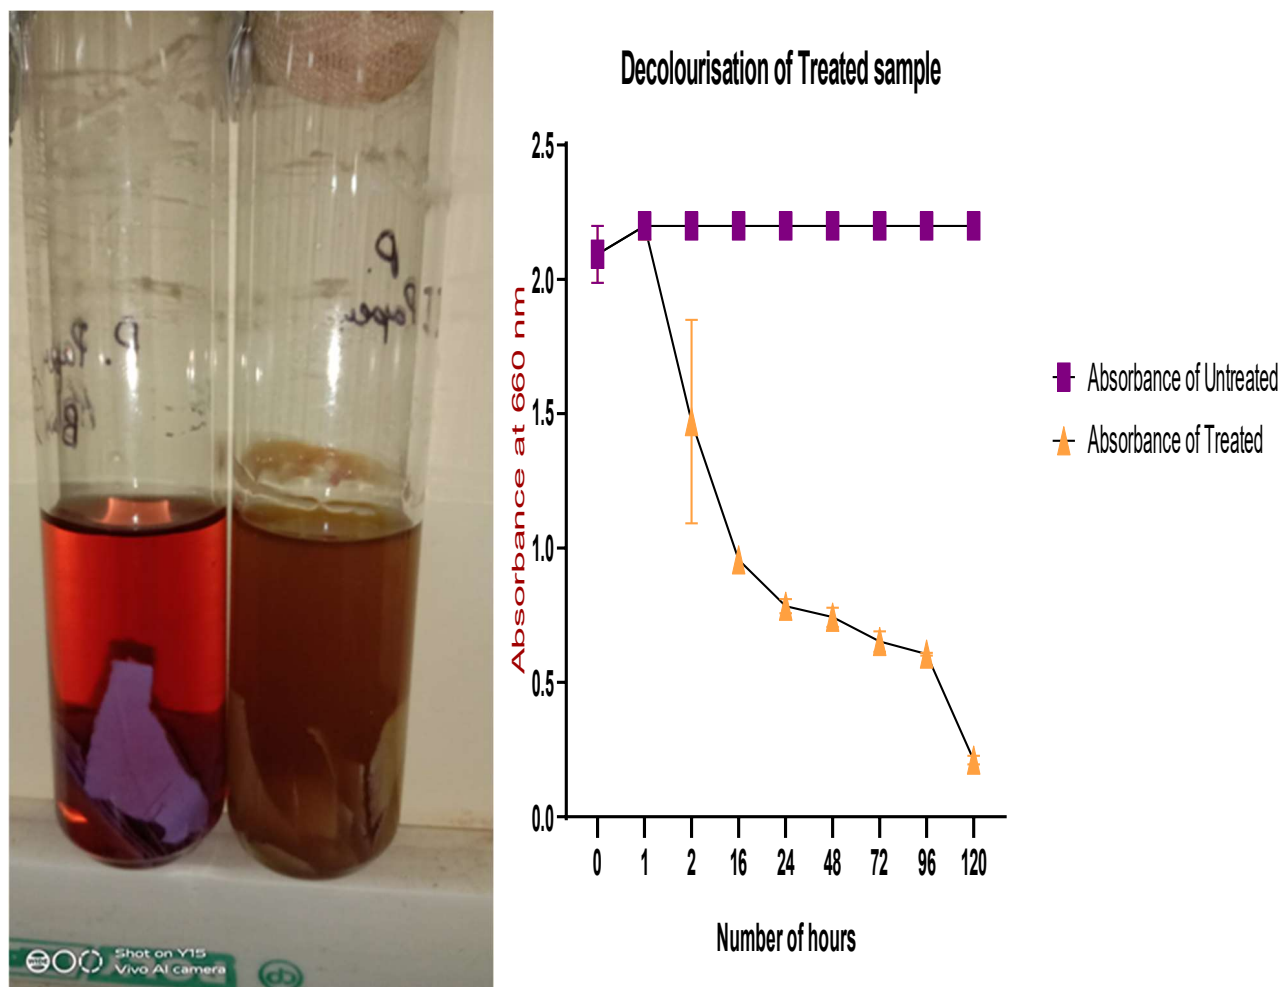 P.
Paper
P. Pap
Shot on Y15
Vivo AI camera
Decolourisation of Treated sample
2.5
2.0
1.5
1.0
0.5
0.0
Absorbance at 660 nm
0 1 2 16 24 48 72 96 120
Number of hours
Absorbance of Untreated
Absorbance of Treated